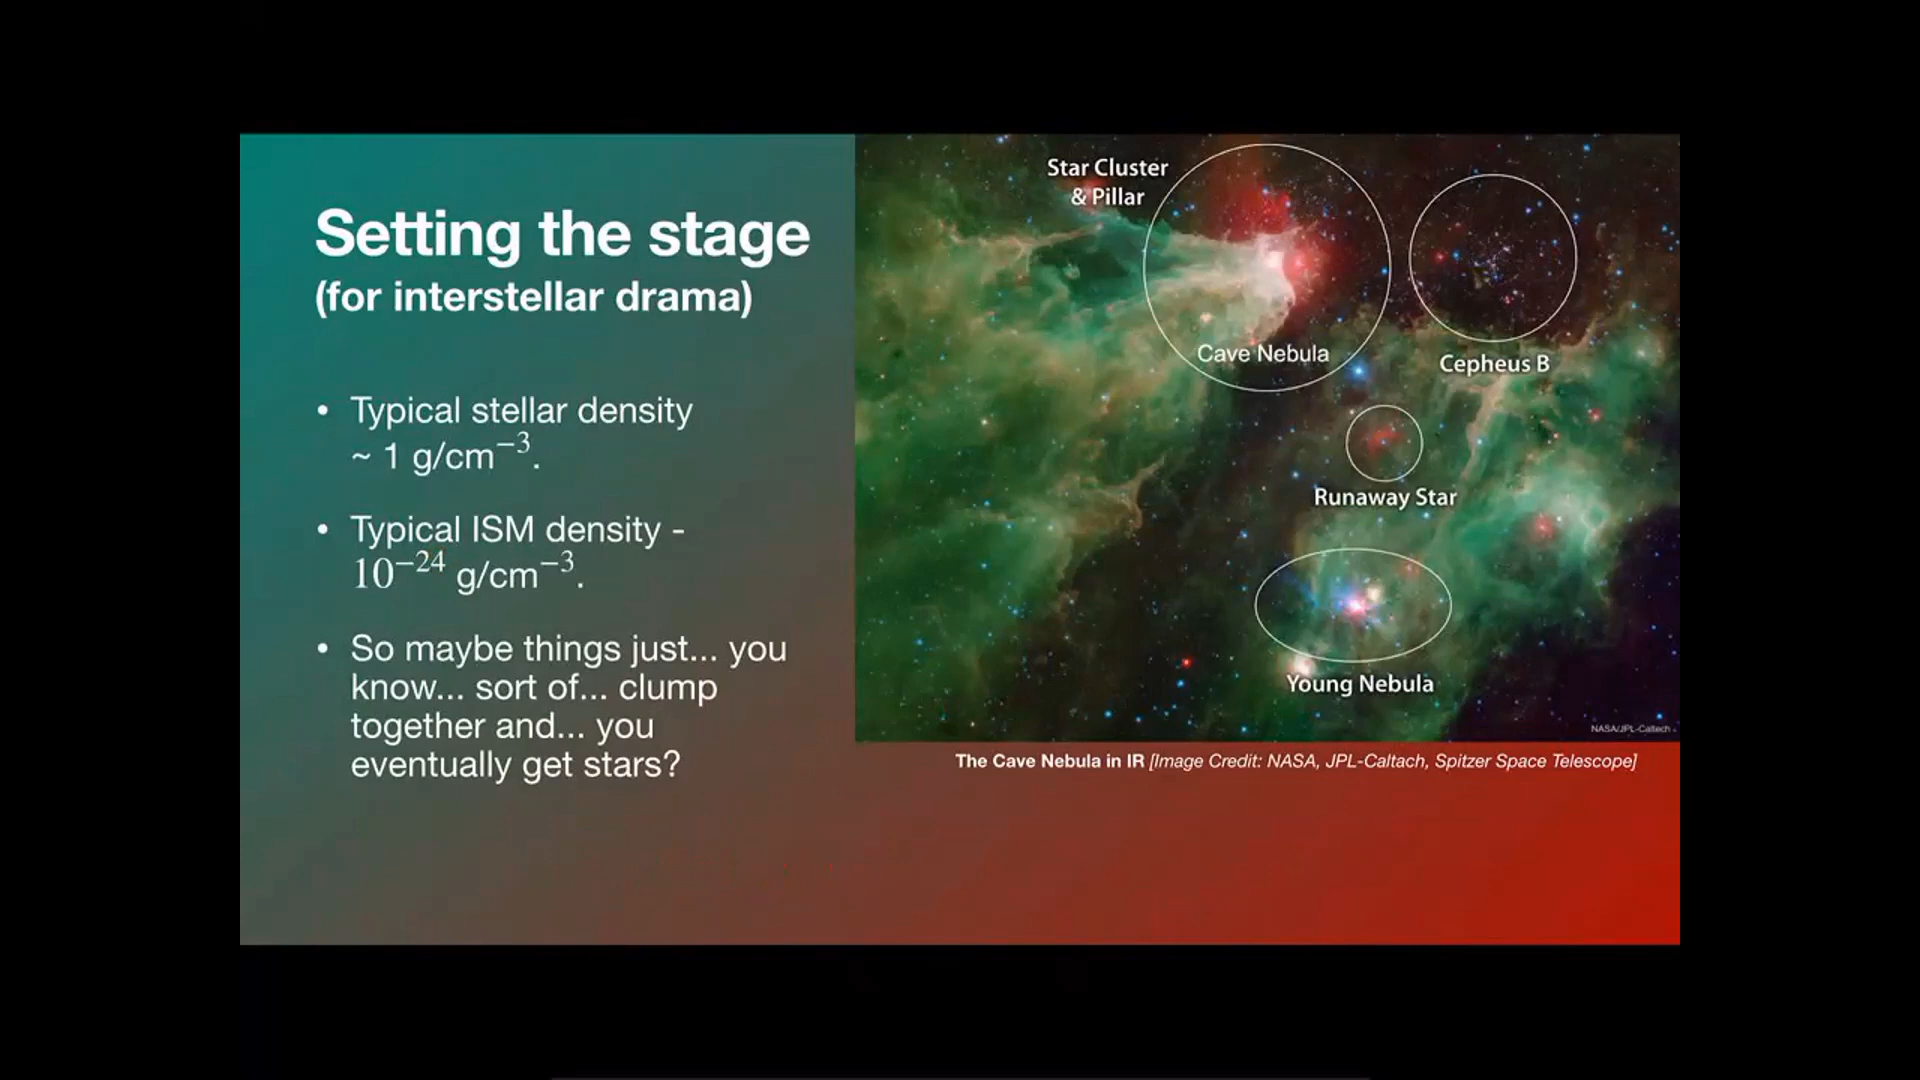 Setting the stage
(for interstellar drama)
• Typical stellar density
~ 1 g/cm⁻³.
• Typical ISM density -
10⁻²⁴ g/cm⁻³.
• So maybe things just... you
know... sort of... clump
together and... you
eventually get stars?
Star Cluster
& Pillar
Cave Nebula
Cepheus B
Runaway Star
Young Nebula
NASA/JPL-Caltech
The Cave Nebula in IR [Image Credit: NASA, JPL-Caltach, Spitzer Space Telescope]